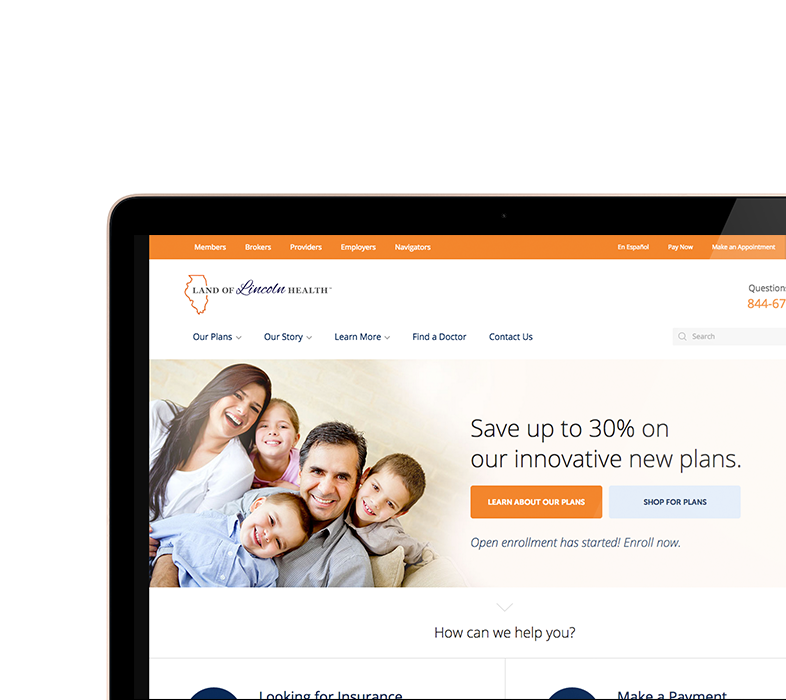 Members Brokers Providers Employers Navigators En Español Pay Now Make an Appointment
LAND OF Lincoln HEALTH™
Question
844-67
Our Plans Our Story Learn More Find a Doctor Contact Us Search
Save up to 30% on
our innovative new plans.
LEARN ABOUT OUR PLANS SHOP FOR PLANS
Open enrollment has started! Enroll now.
How can we help you?
Looking for Insurance Make a Payment